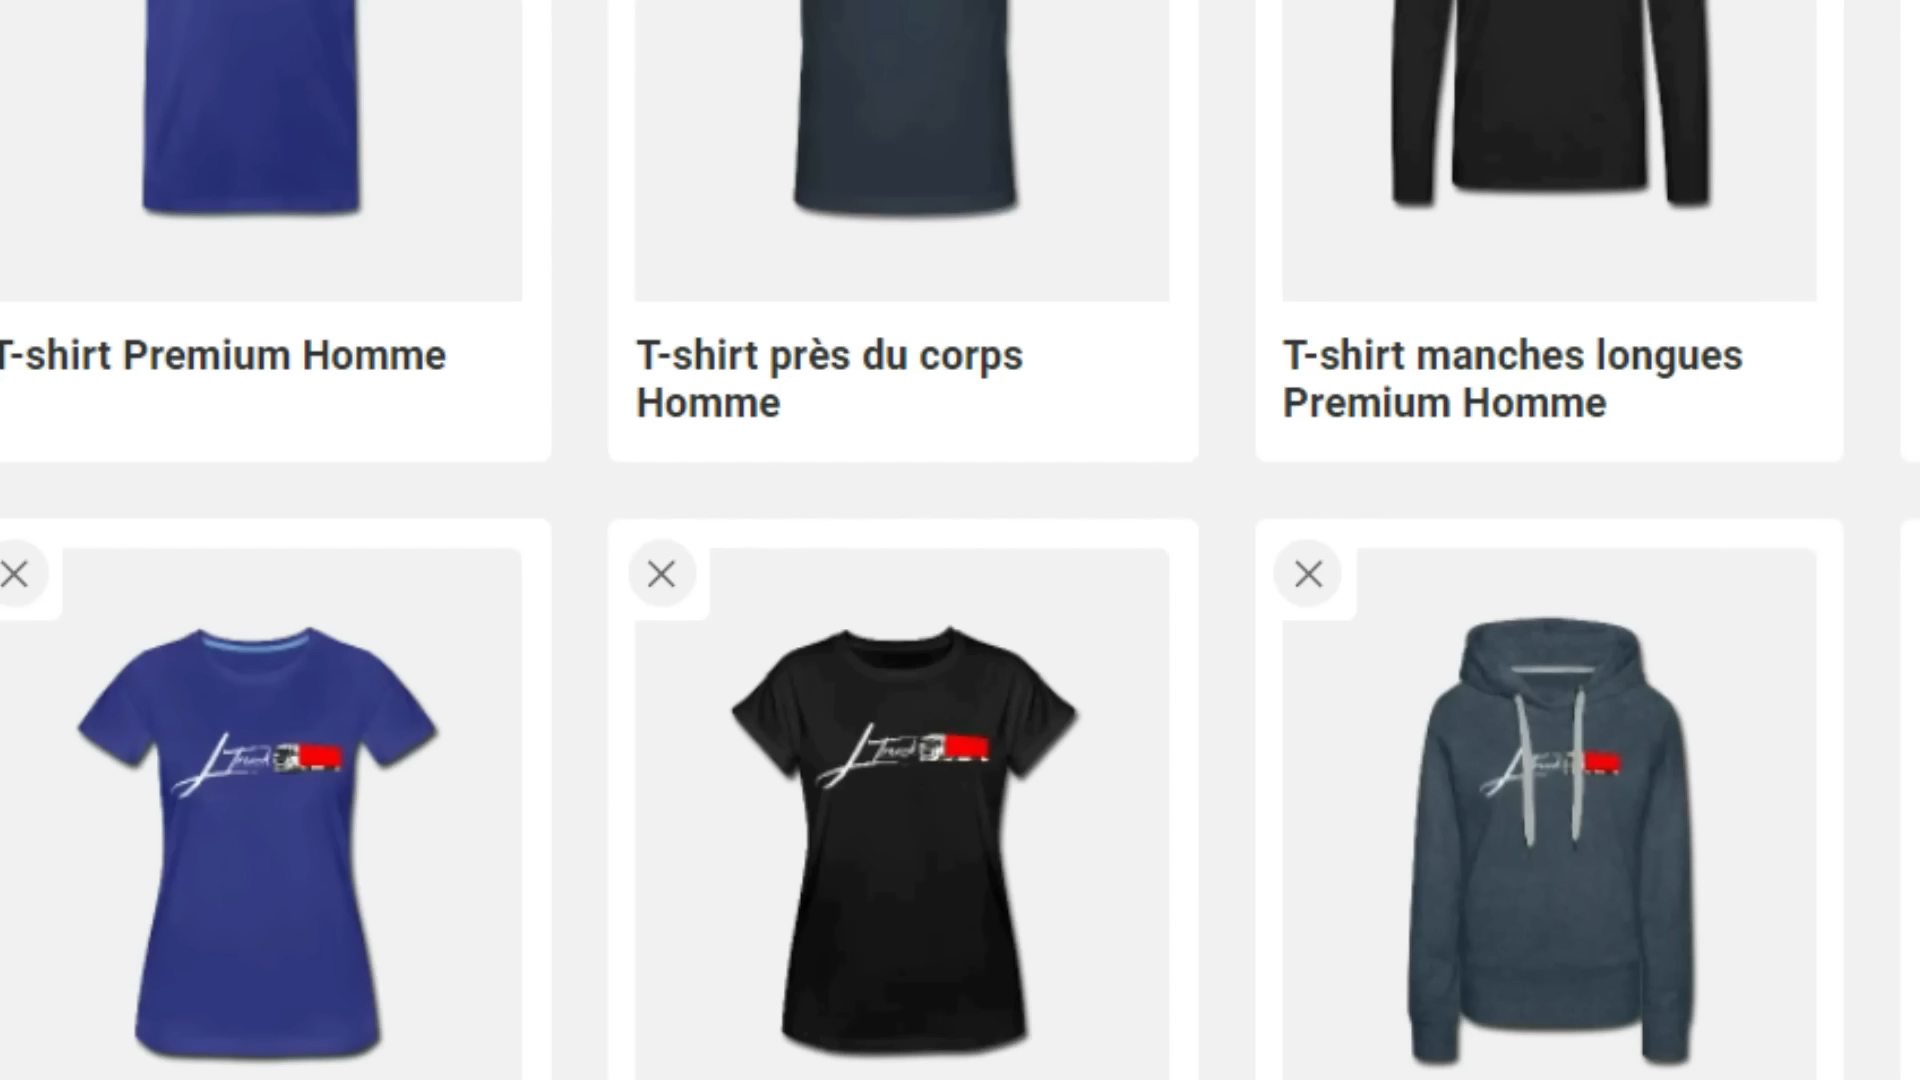 T-shirt Premium Homme
T-shirt près du corps
Homme
T-shirt manches longues
Premium Homme